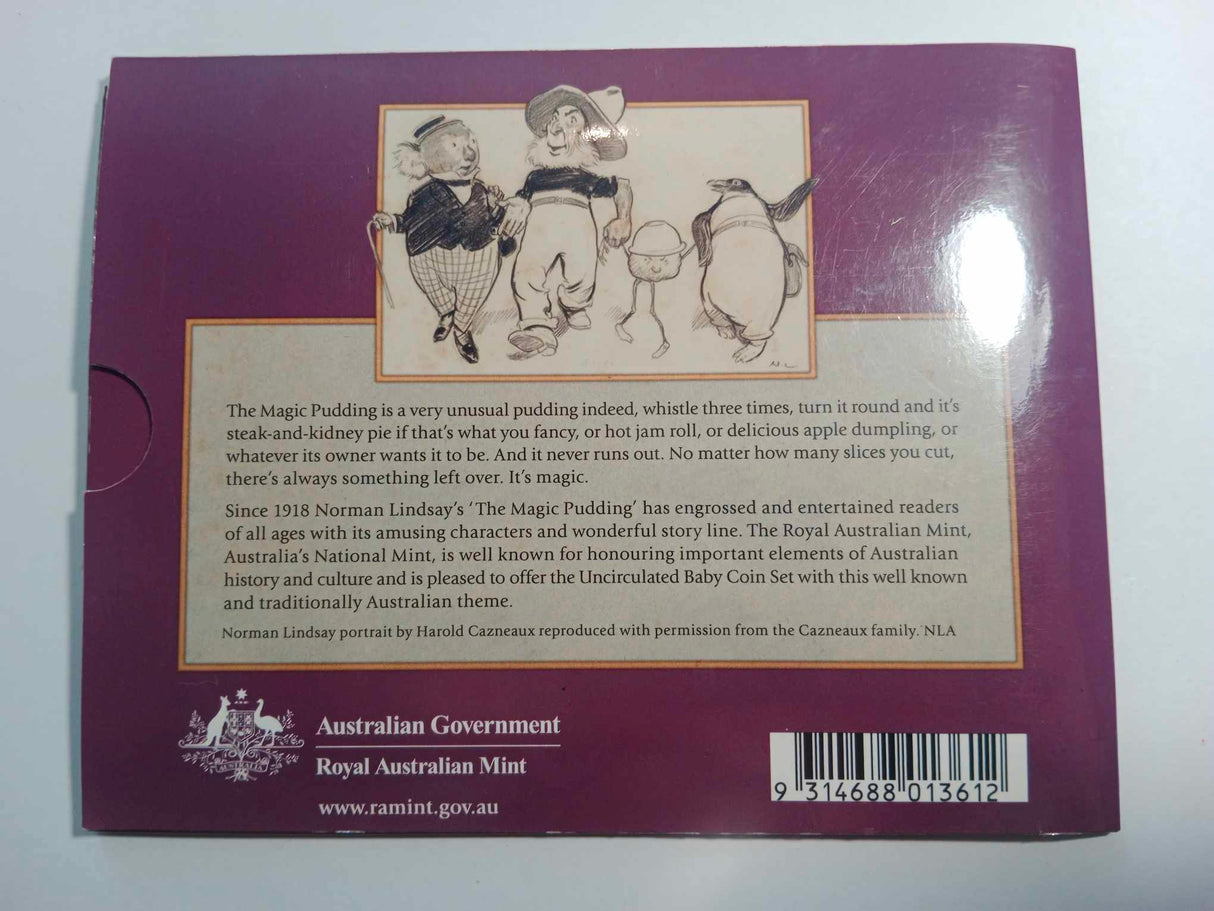 N.L.
The Magic Pudding is a very unusual pudding indeed, whistle three times, turn it round and it's
steak-and-kidney pie if that's what you fancy, or hot jam roll, or delicious apple dumpling, or
whatever its owner wants it to be. And it never runs out. No matter how many slices you cut,
there's always something left over. It's magic.
Since 1918 Norman Lindsay's 'The Magic Pudding' has engrossed and entertained readers
of all ages with its amusing characters and wonderful story line. The Royal Australian Mint,
Australia's National Mint, is well known for honouring important elements of Australian
history and culture and is pleased to offer the Uncirculated Baby Coin Set with this well known
and traditionally Australian theme.
Norman Lindsay portrait by Harold Cazneaux reproduced with permission from the Cazneaux family. NLA
AUSTRALIA
Australian Government
Royal Australian Mint
www.ramint.gov.au
9 314688 013612